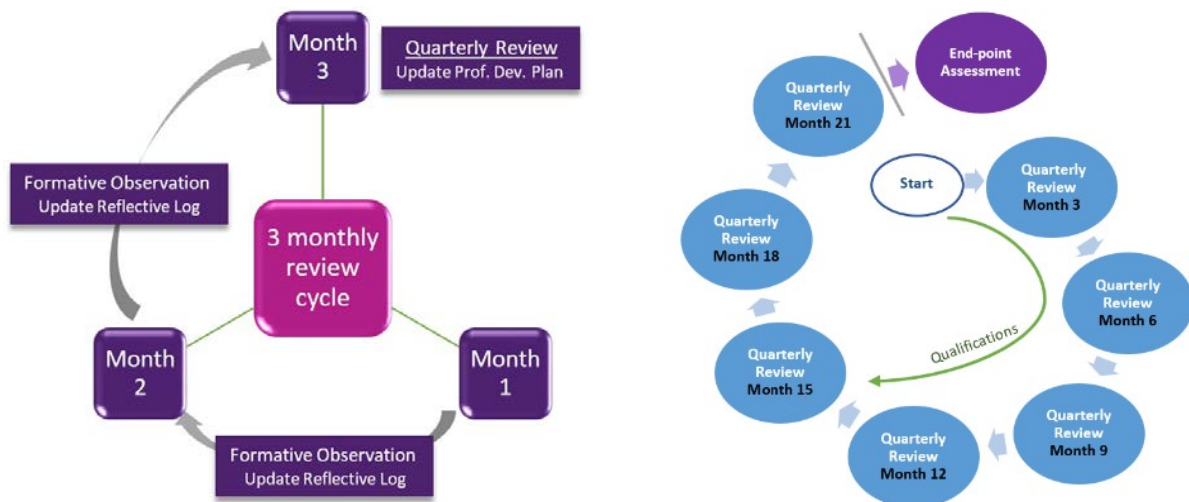 Month
3
Quarterly Review
Update Prof. Dev. Plan
Formative Observation
Update Reflective Log
3 monthly
review
cycle
Month
2
Month
1
Formative Observation
Update Reflective Log
End-point
Assessment
Quarterly
Review
Month 21
Start
Quarterly
Review
Month 3
Quarterly
Review
Month 18
Quarterly
Review
Month 6
Qualifications
Quarterly
Review
Month 15
Quarterly
Review
Month 9
Quarterly
Review
Month 12